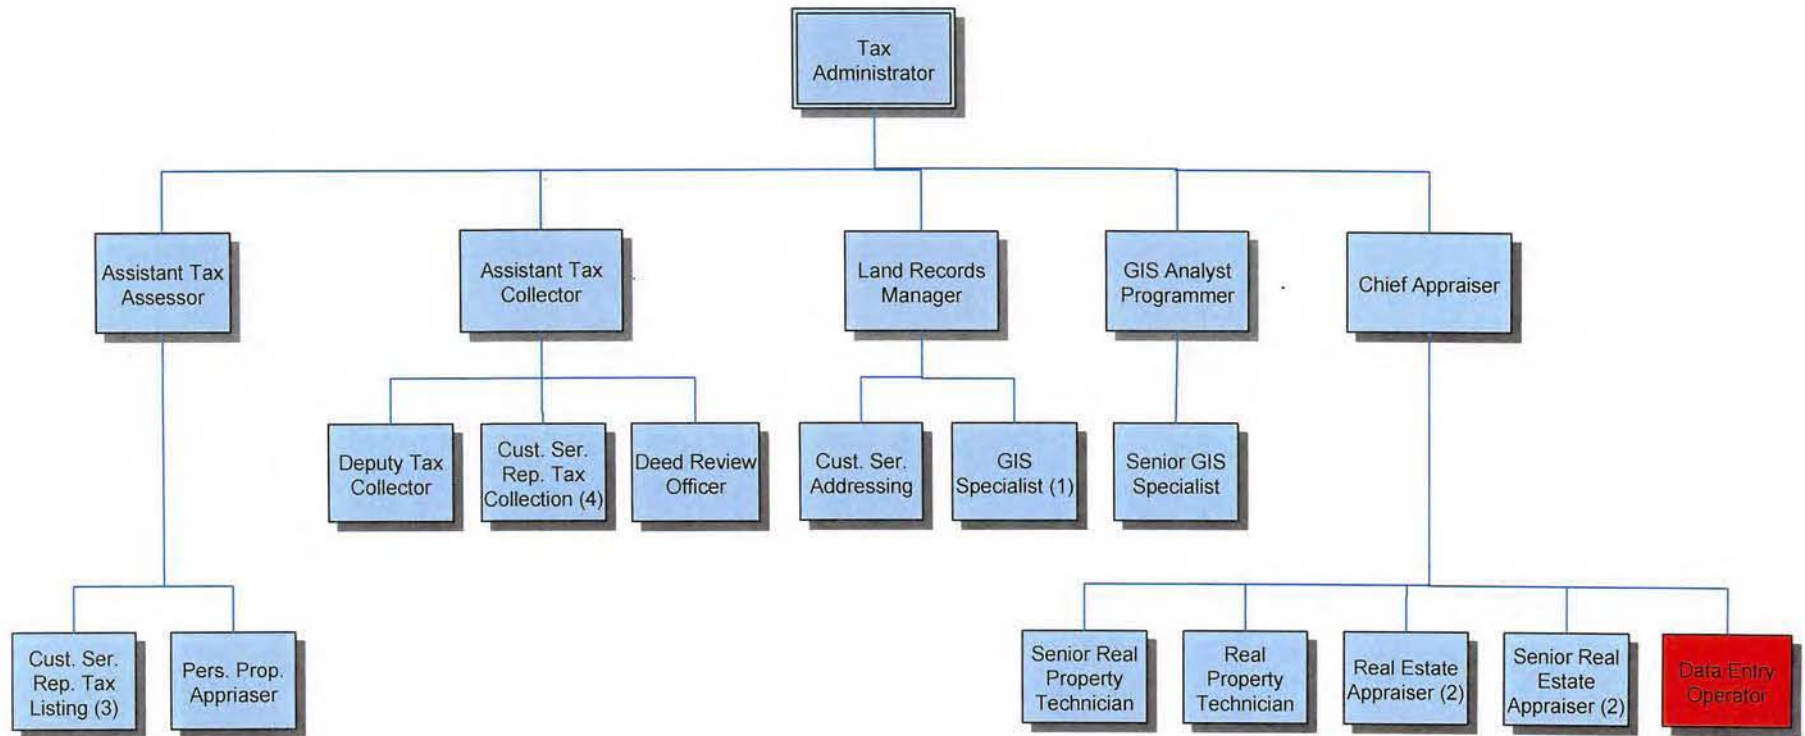 Tax
Administrator
Assistant Tax
Assessor
Assistant Tax
Collector
Land Records
Manager
GIS Analyst
Programmer
Chief Appraiser
Deputy Tax
Collector
Cust. Ser.
Rep. Tax
Collection (4)
Deed Review
Officer
Cust. Ser.
Addressing
GIS
Specialist (1)
Senior GIS
Specialist
Cust. Ser.
Rep. Tax
Listing (3)
Pers. Prop.
Appriaser
Senior Real
Property
Technician
Real
Property
Technician
Real Estate
Appraiser (2)
Senior Real
Estate
Appraiser (2)
Data Entry
Operator